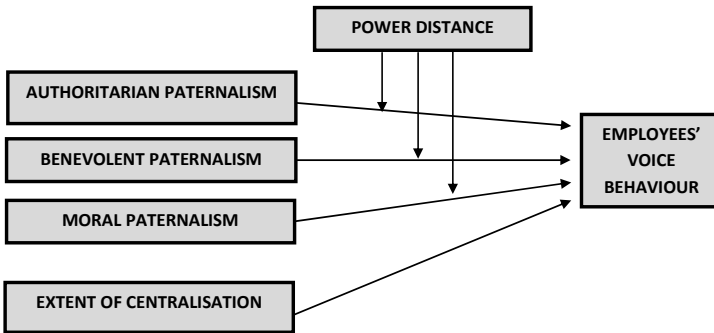 POWER DISTANCE
AUTHORITARIAN PATERNALISM
BENEVOLENT PATERNALISM
MORAL PATERNALISM
EXTENT OF CENTRALISATION
EMPLOYEES’
VOICE
BEHAVIOUR